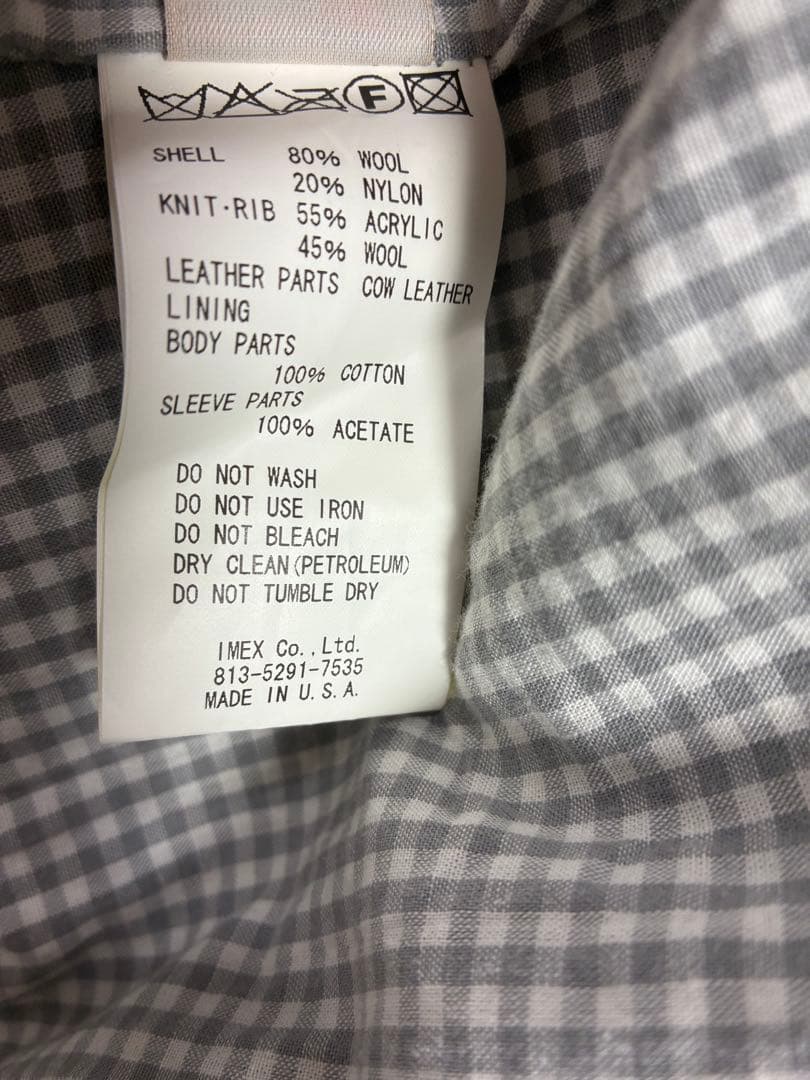 F
SHELL 80% WOOL
20% NYLON
KNIT·RIB 55% ACRYLIC
45% WOOL
LEATHER PARTS COW LEATHER
LINING
BODY PARTS
100% COTTON
SLEEVE PARTS
100% ACETATE
DO NOT WASH
DO NOT USE IRON
DO NOT BLEACH
DRY CLEAN(PETROLEUM)
DO NOT TUMBLE DRY
IMEX Co.,Ltd.
813-5291-7535
MADE IN U.S.A.